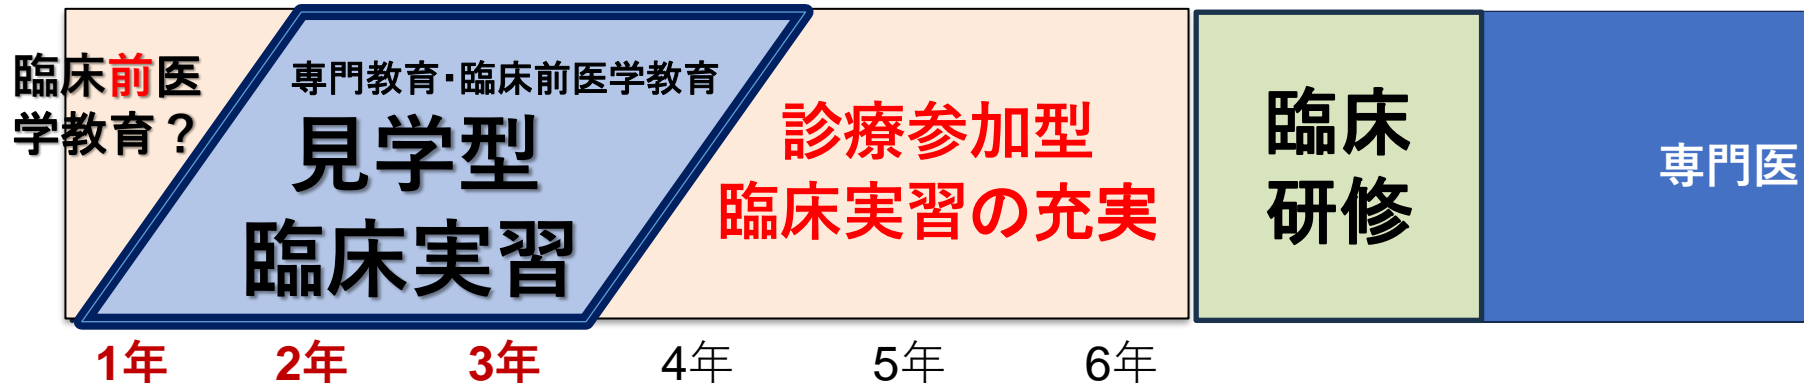 臨床前医
学教育？
専門教育・臨床前医学教育
見学型
臨床実習
診療参加型
臨床実習の充実
臨床
研修
専門医
1年
2年
3年
4年
5年
6年